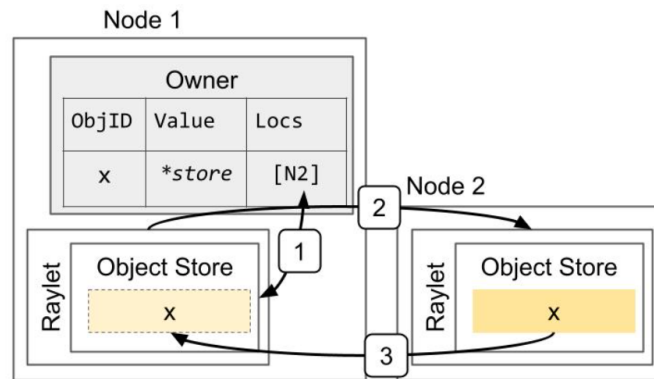 Node 1
Owner
ObjID Value Locs
x *store [N2]
Node 2
2
1
Raylet
Object Store
x
Raylet
Object Store
x
3